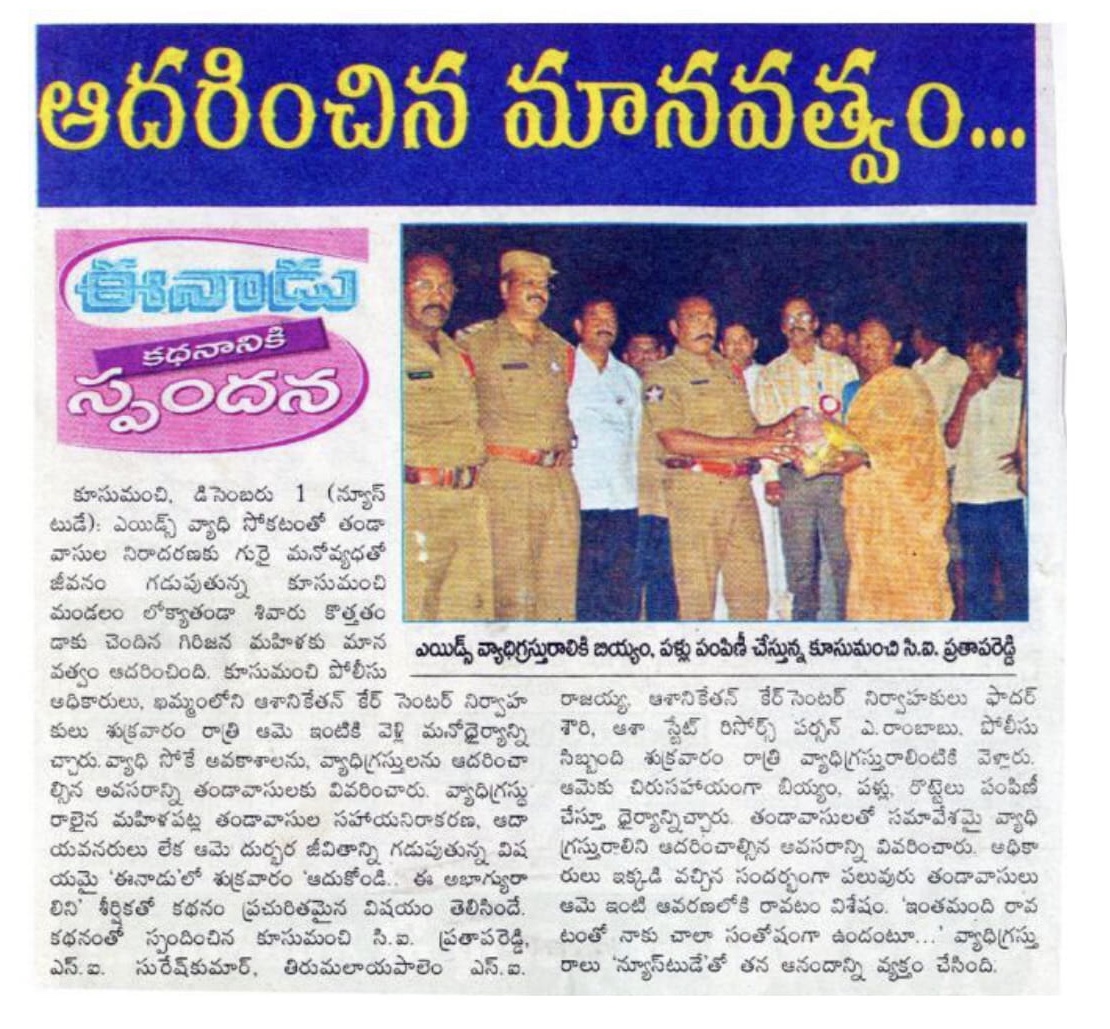 ఆదరించిన మానవత్వం...
ఈనాడు
కథనానికి
స్పందన
ఎయిడ్స్ వ్యాధిగ్రస్తురాలికి బియ్యం, పళ్లు పంపిణీ చేస్తున్న కూసుమంచి సి.ఐ. ప్రతాపరెడ్డి
కూసుమంచి, డిసెంబరు 1 (న్యూస్
టుడే): ఎయిడ్స్ వ్యాధి సోకటంతో తండా
వాసుల నిరాదరణకు గురై మనోవ్యధతో
జీవనం గడుపుతున్న కూసుమంచి
మండలం లోక్యాతండా శివారు కొత్తతం
డాకు చెందిన గిరిజన మహిళకు మాన
వత్వం ఆదరించింది. కూసుమంచి పోలీసు
అధికారులు, ఖమ్మంలోని ఆశానికేతన్ కేర్ సెంటర్ నిర్వాహ
కులు శుక్రవారం రాత్రి ఆమె ఇంటికి వెళ్లి మనోధైర్యాన్ని
చ్చారు. వ్యాధి సోకే అవకాశాలను, వ్యాధిగ్రస్తులను ఆదరించా
ల్సిన అవసరాన్ని తండావాసులకు వివరించారు. వ్యాధిగ్రస్తు
రాలైన మహిళపట్ల తండావాసుల సహాయనిరాకరణ, ఆదా
యవనరులు లేక ఆమె దుర్భర జీవితాన్ని గడుపుతున్న విష
యమై 'ఈనాడు'లో శుక్రవారం 'ఆదుకోండి.. ఈ అభాగ్యురా
లిని' శీర్షికతో కథనం ప్రచురితమైన విషయం తెలిసిందే.
కథనంతో స్పందించిన కూసుమంచి సి.ఐ. ప్రతాపరెడ్డి,
ఎస్.ఐ. సురేష్‌కుమార్, తిరుమలాయపాలెం ఎస్.ఐ.
రాజయ్య, ఆశానికేతన్ కేర్‌సెంటర్ నిర్వాహకులు ఫాదర్
శౌరి, ఆశా స్టేట్ రిసోర్స్ పర్సన్ ఎ.రాంబాబు, పోలీసు
సిబ్బంది శుక్రవారం రాత్రి వ్యాధిగ్రస్తురాలింటికి వెళ్లారు.
ఆమెకు చిరుసహాయంగా బియ్యం, పళ్లు, రొట్టెలు పంపిణీ
చేస్తూ ధైర్యాన్నిచ్చారు. తండావాసులతో సమావేశమై వ్యాధి
గ్రస్తురాలిని ఆదరించాల్సిన అవసరాన్ని వివరించారు. అధికా
రులు ఇక్కడి వచ్చిన సందర్భంగా పలువురు తండావాసులు
ఆమె ఇంటి ఆవరణలోకి రావటం విశేషం. 'ఇంతమంది రావ
టంతో నాకు చాలా సంతోషంగా ఉందంటూ...' వ్యాధిగ్రస్తు
రాలు 'న్యూస్‌టుడే'తో తన ఆనందాన్ని వ్యక్తం చేసింది.